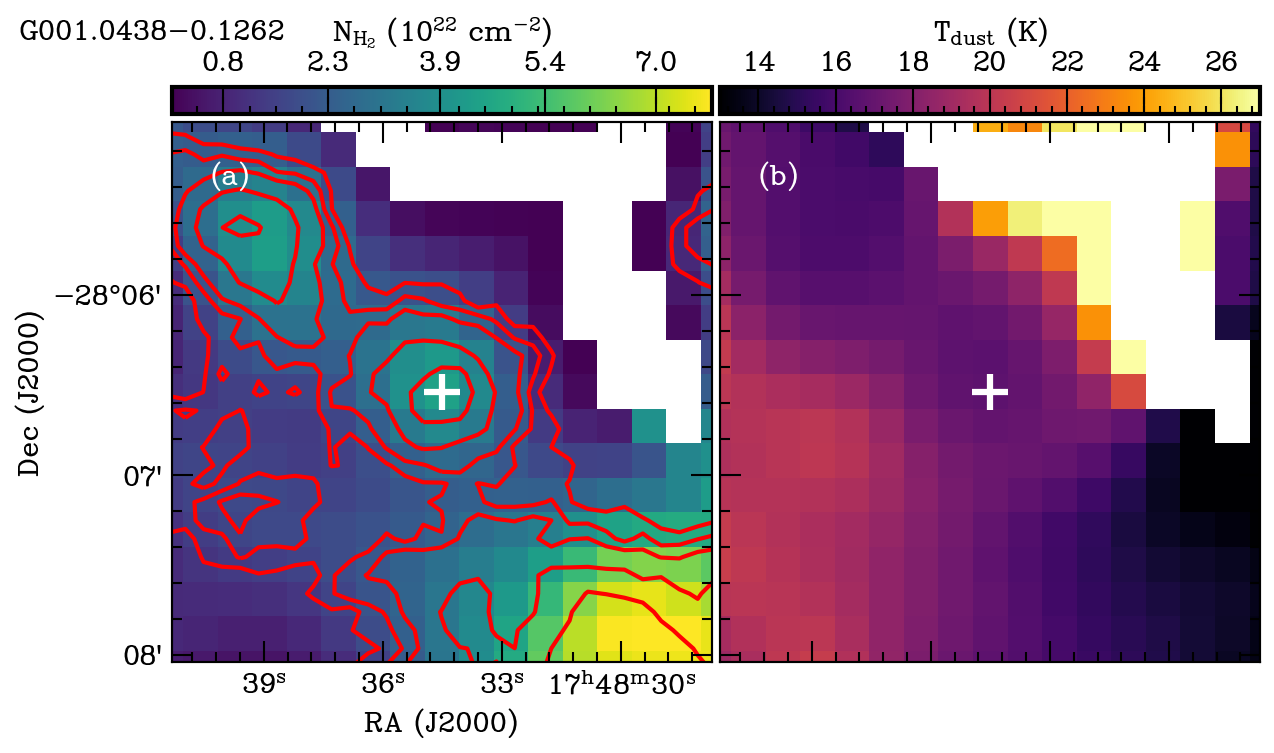 G001.0438−0.1262 N_H₂ (10²² cm⁻²) T_dust (K)
0.8 2.3 3.9 5.4 7.0 14 16 18 20 22 24 26
(a) (b)
−28°06'
07'
08'
Dec (J2000)
39ˢ 36ˢ 33ˢ 17ʰ48ᵐ30ˢ
RA (J2000)